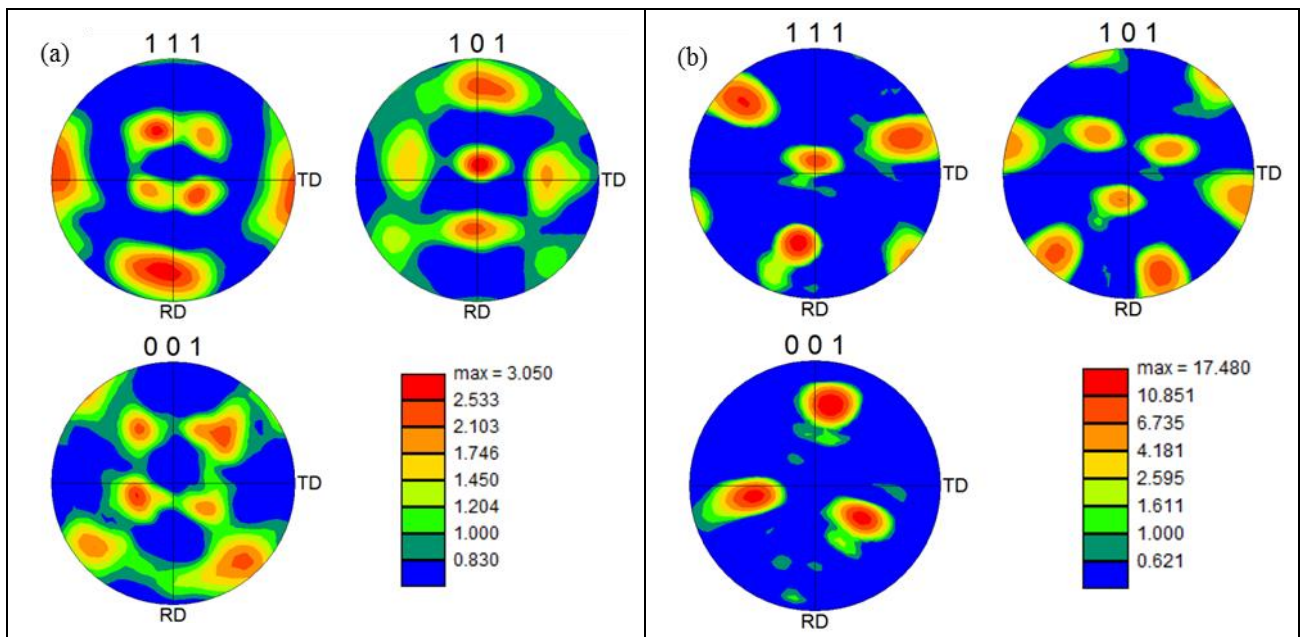 (a)
1 1 1
TD
RD
1 0 1
TD
RD
0 0 1
TD
RD
max = 3.050
2.533
2.103
1.746
1.450
1.204
1.000
0.830
(b)
1 1 1
TD
RD
1 0 1
TD
RD
0 0 1
TD
RD
max = 17.480
10.851
6.735
4.181
2.595
1.611
1.000
0.621